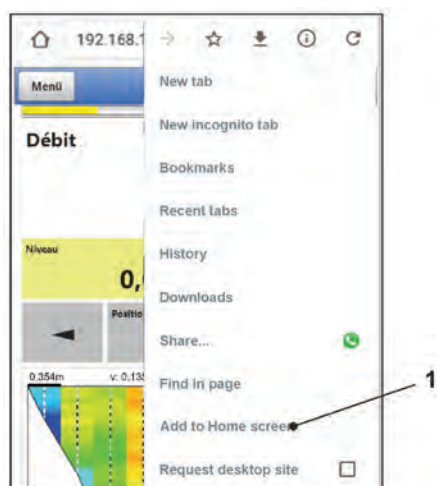 192.168.1
Menü
New tab
New incognito tab
Débit
Bookmarks
Recent tabs
Niveau
History
0,
Downloads
Positio
Share...
Find in page
0.354m v: 0,135
1
Add to Home screen
Request desktop site